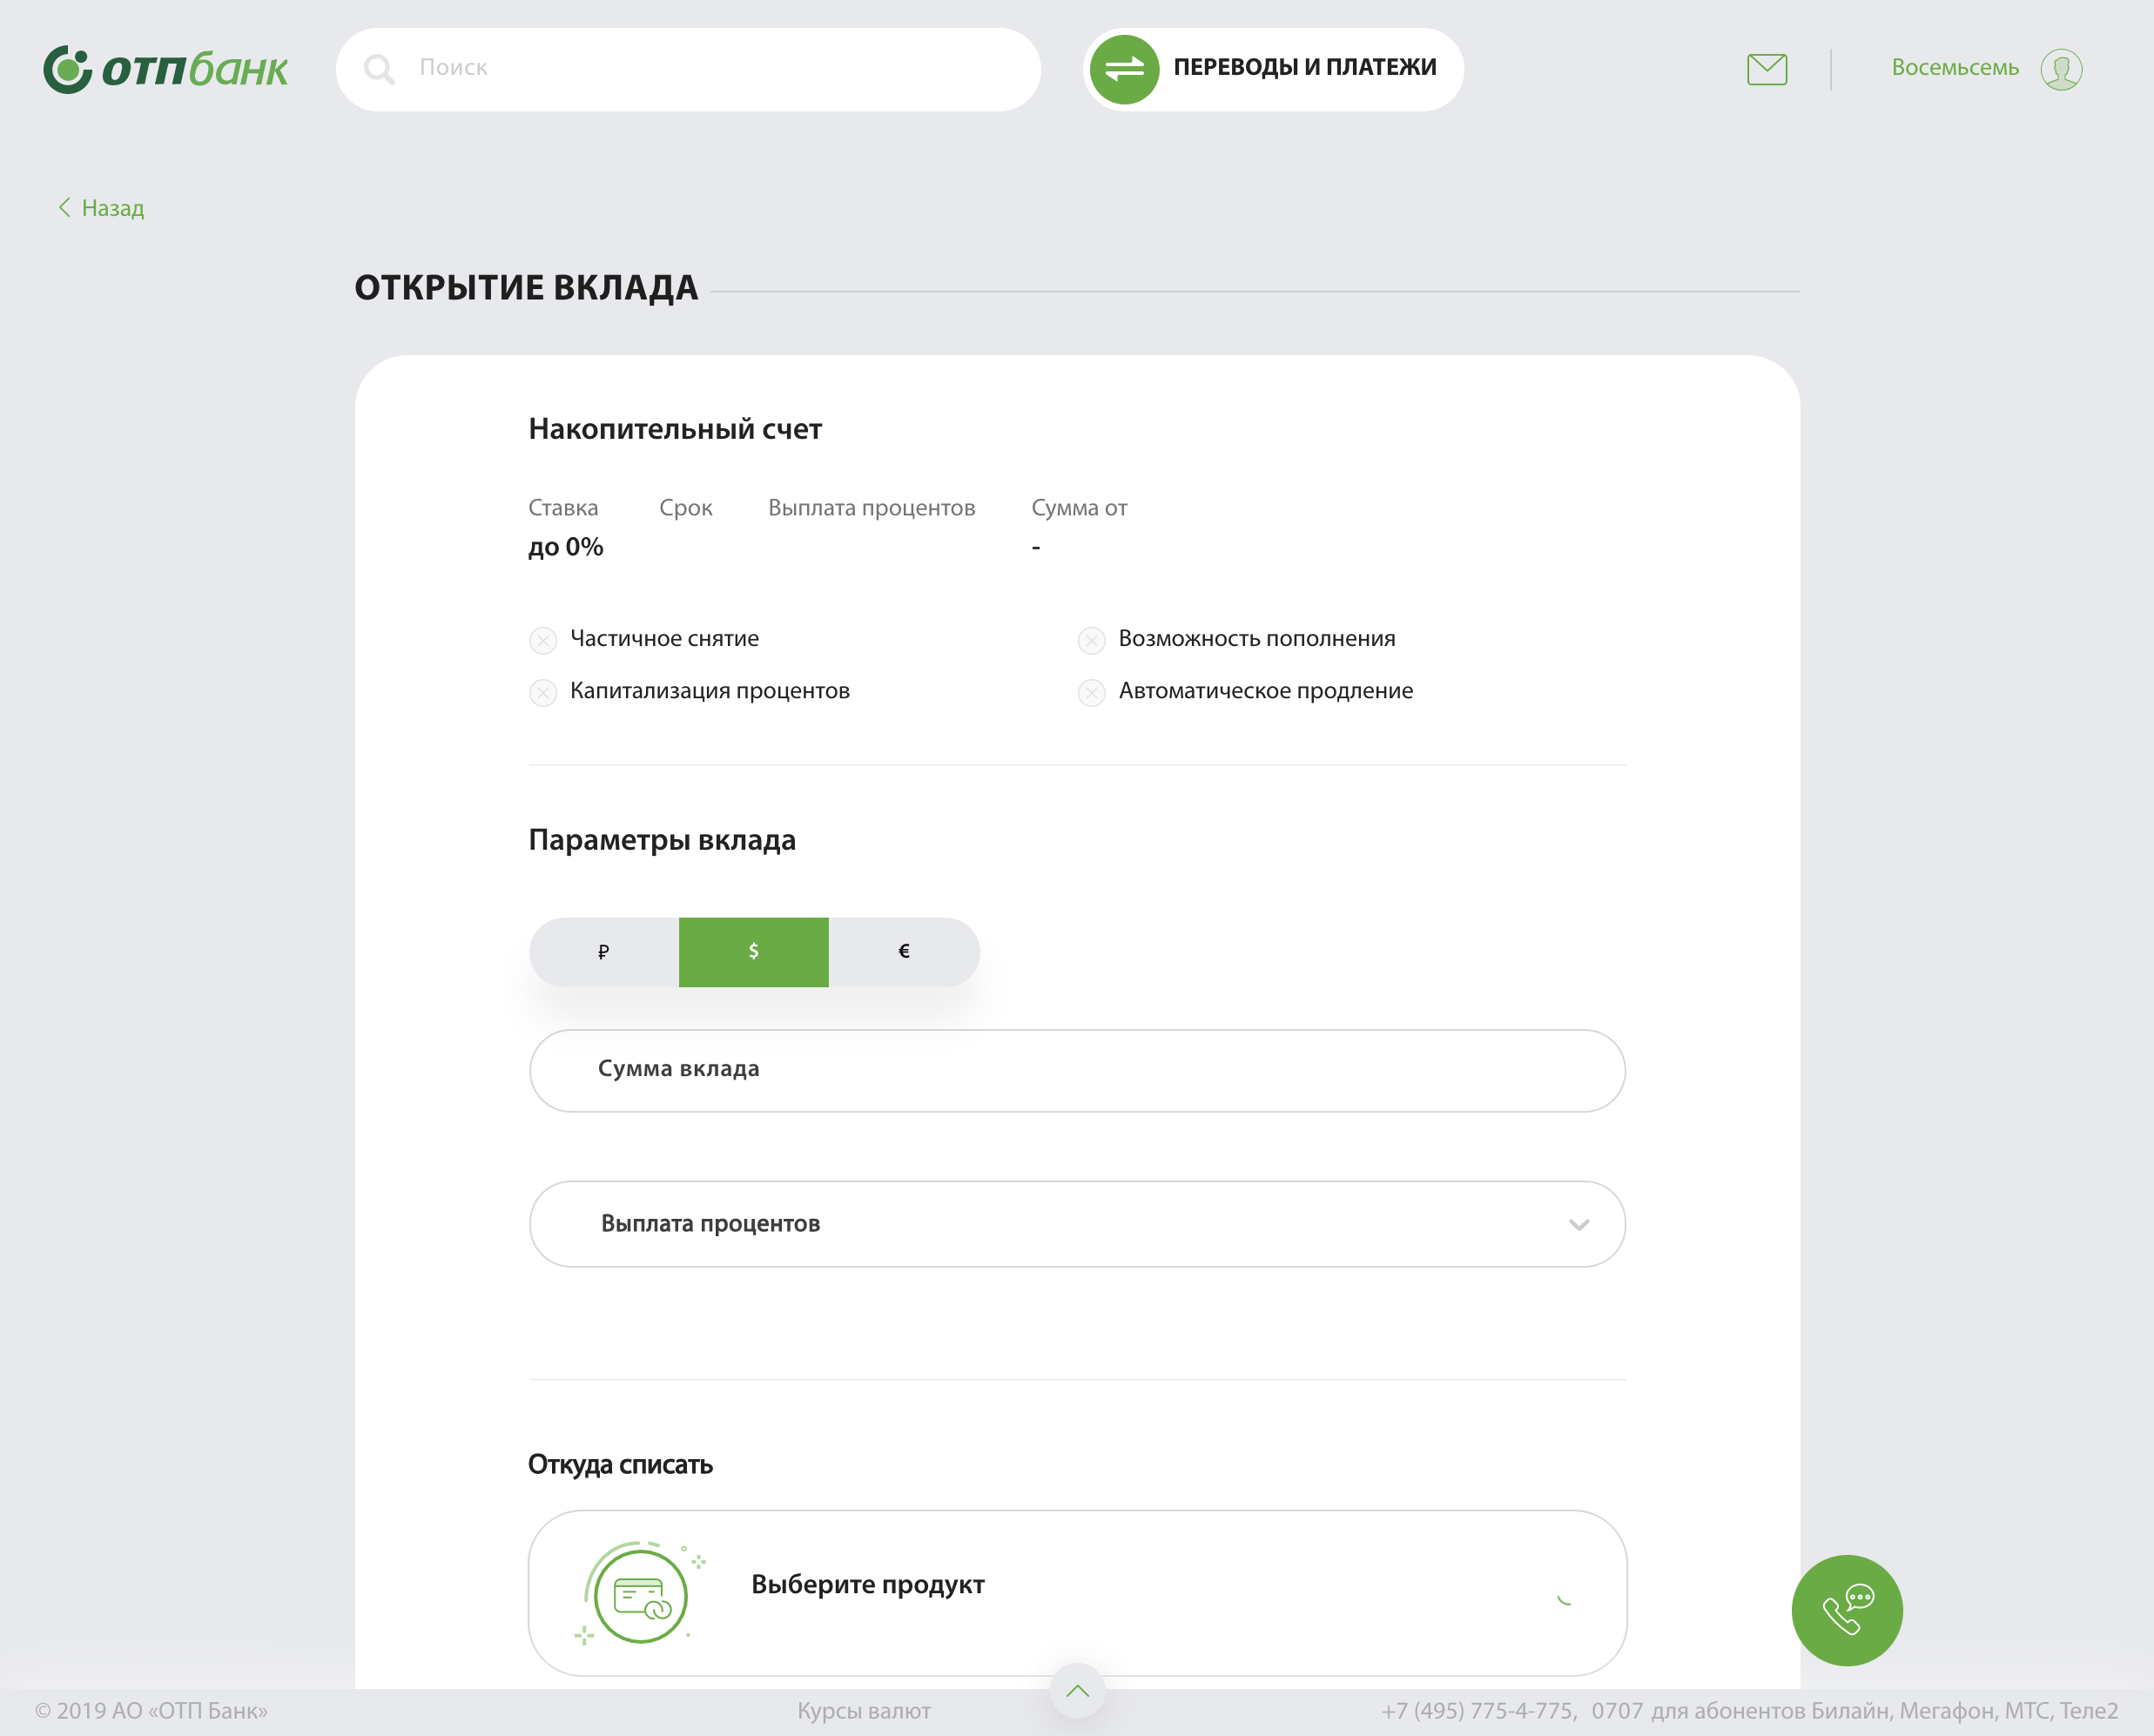 ОТПбанк
Поиск
ПЕРЕВОДЫ И ПЛАТЕЖИ
Восемьсемь
Назад
ОТКРЫТИЕ ВКЛАДА
Накопительный счет
Ставка Срок Выплата процентов Сумма от
до 0% -
Частичное снятие Возможность пополнения
Капитализация процентов Автоматическое продление
Параметры вклада
₽ $ €
Сумма вклада
Выплата процентов
Откуда списать
Выберите продукт
© 2019 АО «ОТП Банк» Курсы валют +7 (495) 775-4-775, 0707 для абонентов Билайн, Мегафон, МТС, Теле2